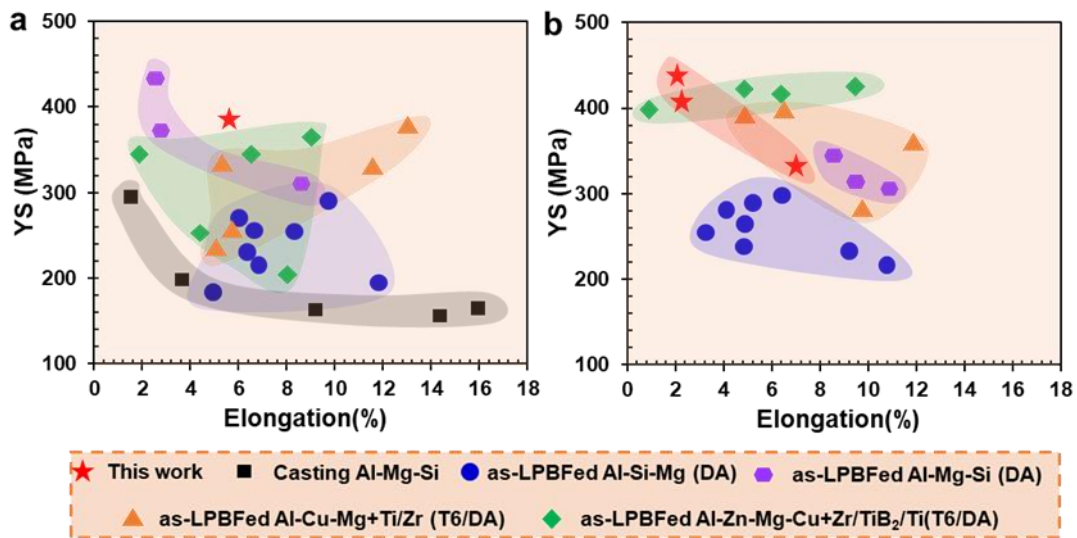 a
500
400
300
200
100
YS (MPa)
0 2 4 6 8 10 12 14 16 18
Elongation(%)
b
500
400
300
200
100
YS (MPa)
0 2 4 6 8 10 12 14 16 18
Elongation(%)
This work Casting Al-Mg-Si as-LPBFed Al-Si-Mg (DA) as-LPBFed Al-Mg-Si (DA)
as-LPBFed Al-Cu-Mg+Ti/Zr (T6/DA) as-LPBFed Al-Zn-Mg-Cu+Zr/TiB₂/Ti(T6/DA)